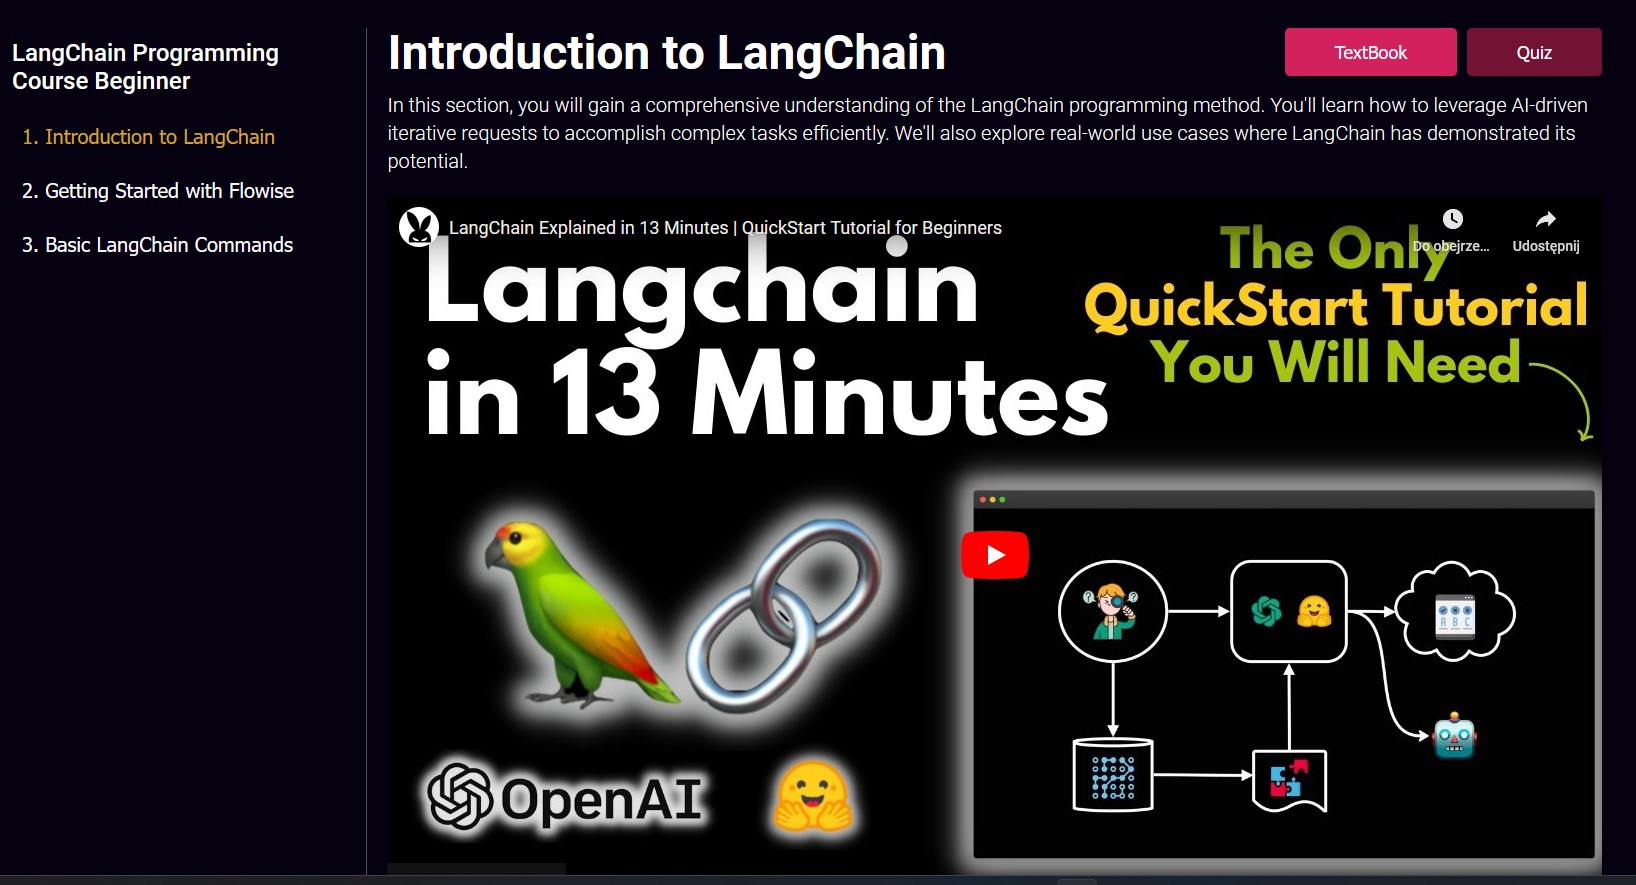 LangChain Programming
Course Beginner
1. Introduction to LangChain
2. Getting Started with Flowise
3. Basic LangChain Commands
Introduction to LangChain
TextBook
Quiz
In this section, you will gain a comprehensive understanding of the LangChain programming method. You'll learn how to leverage AI-driven
iterative requests to accomplish complex tasks efficiently. We'll also explore real-world use cases where LangChain has demonstrated its
potential.
LangChain Explained in 13 Minutes | QuickStart Tutorial for Beginners
Do obejrze...
Udostępnij
Langchain
in 13 Minutes
The Only
QuickStart Tutorial
You Will Need
A B C
OpenAI